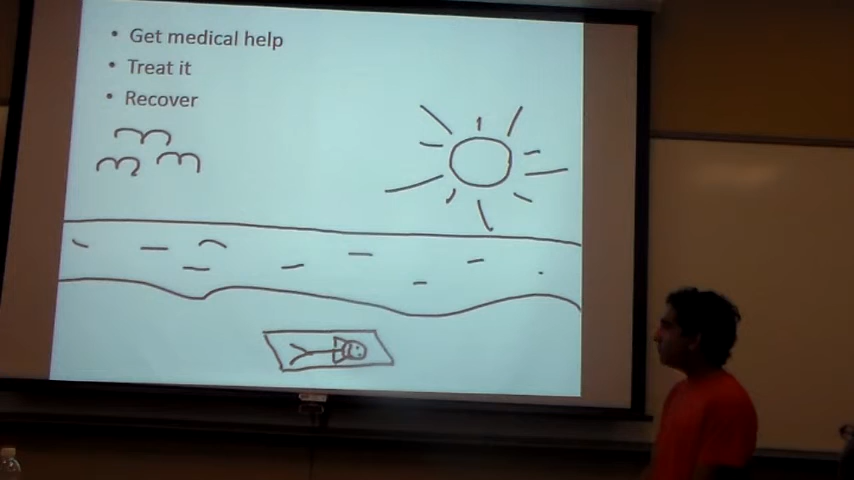 • Get medical help
• Treat it
• Recover